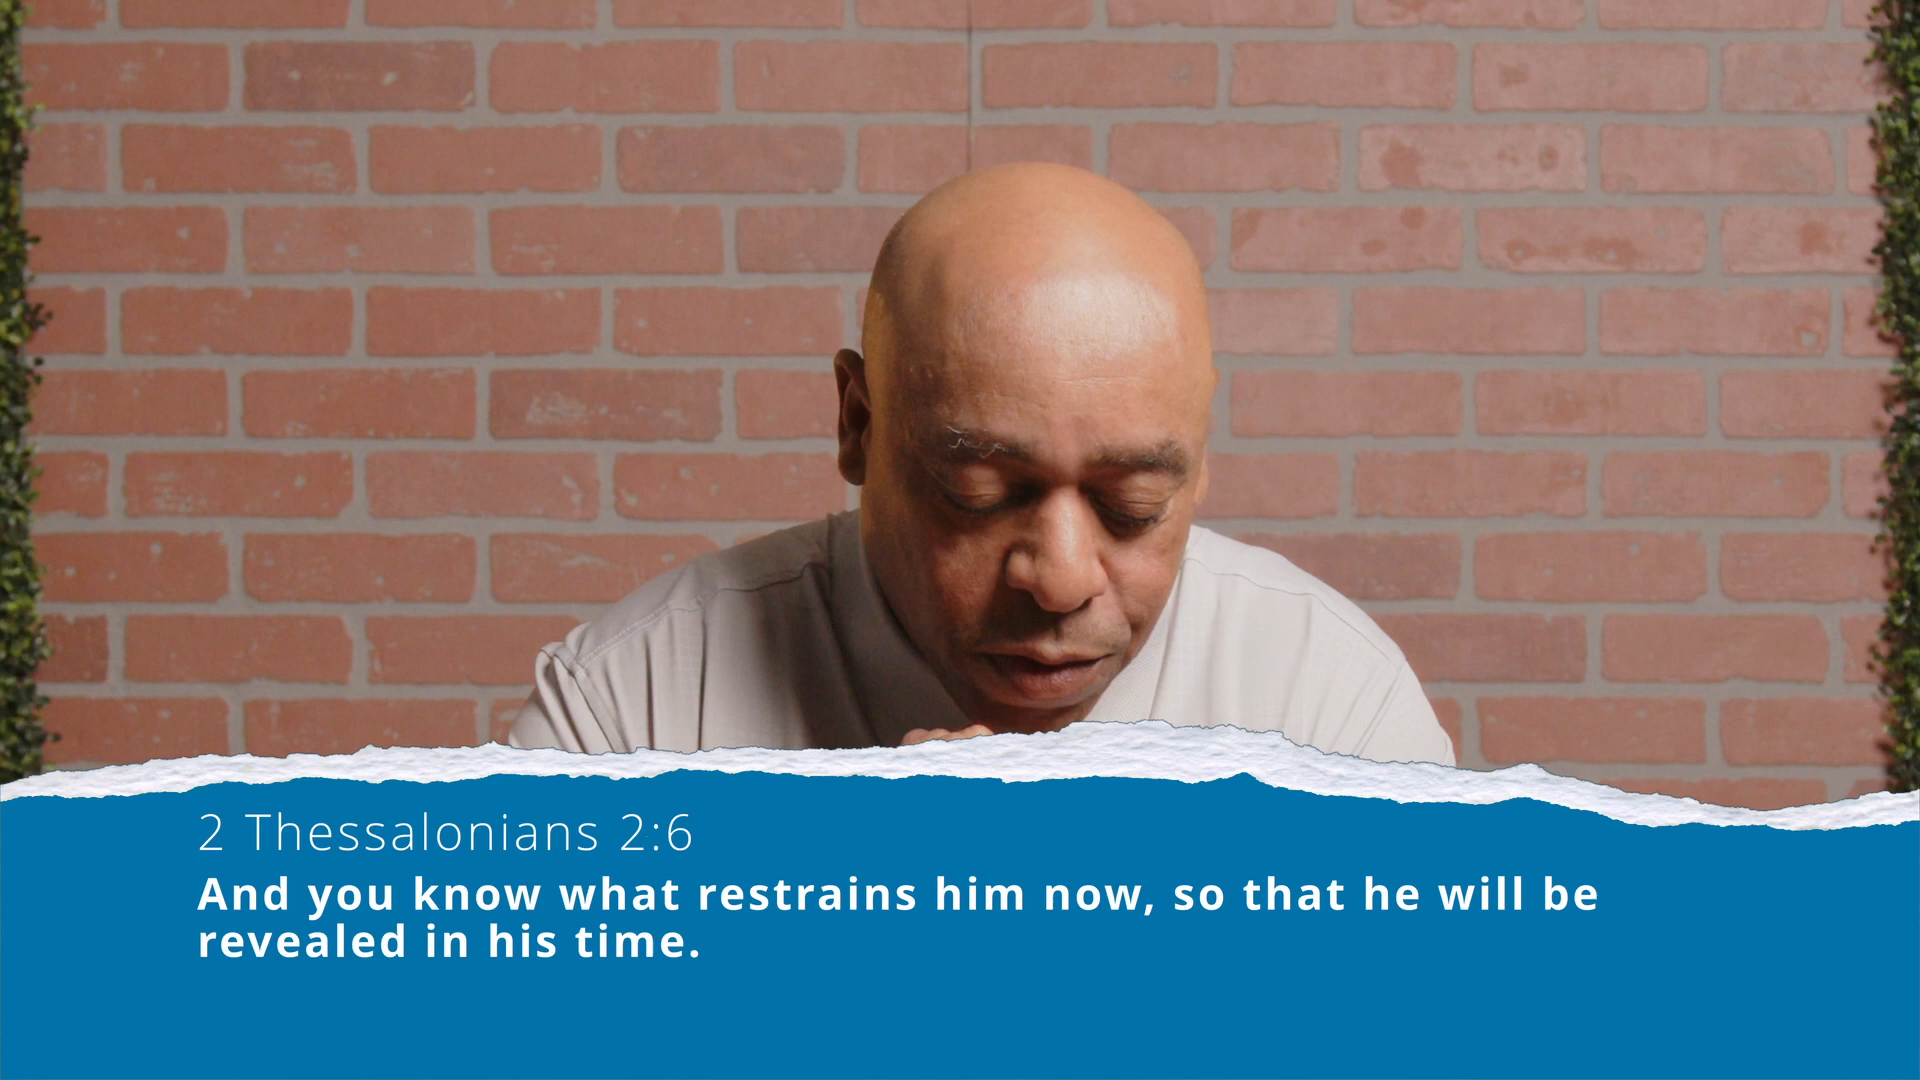 2 Thessalonians 2:6
And you know what restrains him now, so that he will be
revealed in his time.